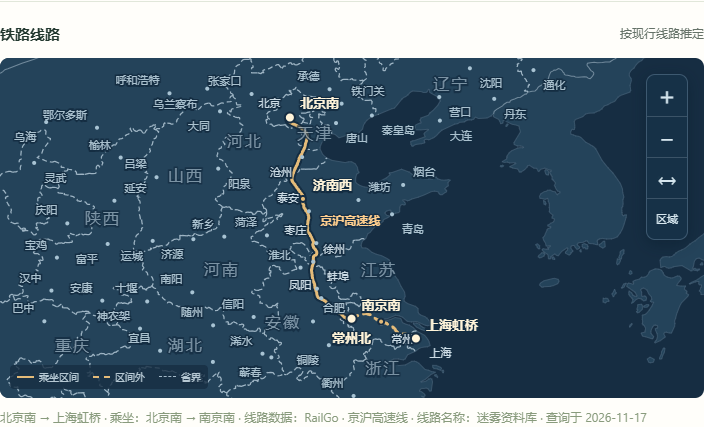 铁路线路
按现行线路推定
承德
辽宁
沈阳
通化
呼和浩特
张家口
铁门关
乌兰察布
北京
北京南
营口
丹东
鄂尔多斯
大同
天津
秦皇岛
大连
乌海
榆林
河北
唐山
吕梁
沧州
烟台
灵武
山西
阳泉
济南西
潍坊
延安
泰安
庆阳
陕西
新乡
菏泽
枣庄
京沪高速线
青岛
宝鸡
富平
运城
济源
淮北
徐州
汉中
河南
江苏
安康
十堰
南阳
凤阳
蚌埠
巴中
神农架
随州
信阳
合肥
南京南
安徽
上海虹桥
重庆
宜昌
湖北
浠水
常州北
常州
上海
铜陵
浙江
蕲春
衢州
+
−
↔
区域
乘坐区间
区间外
省界
北京南 → 上海虹桥 · 乘坐：北京南 → 南京南 · 线路数据：RailGo · 京沪高速线 · 线路名称：迷雾资料库 · 查询于 2026-11-17